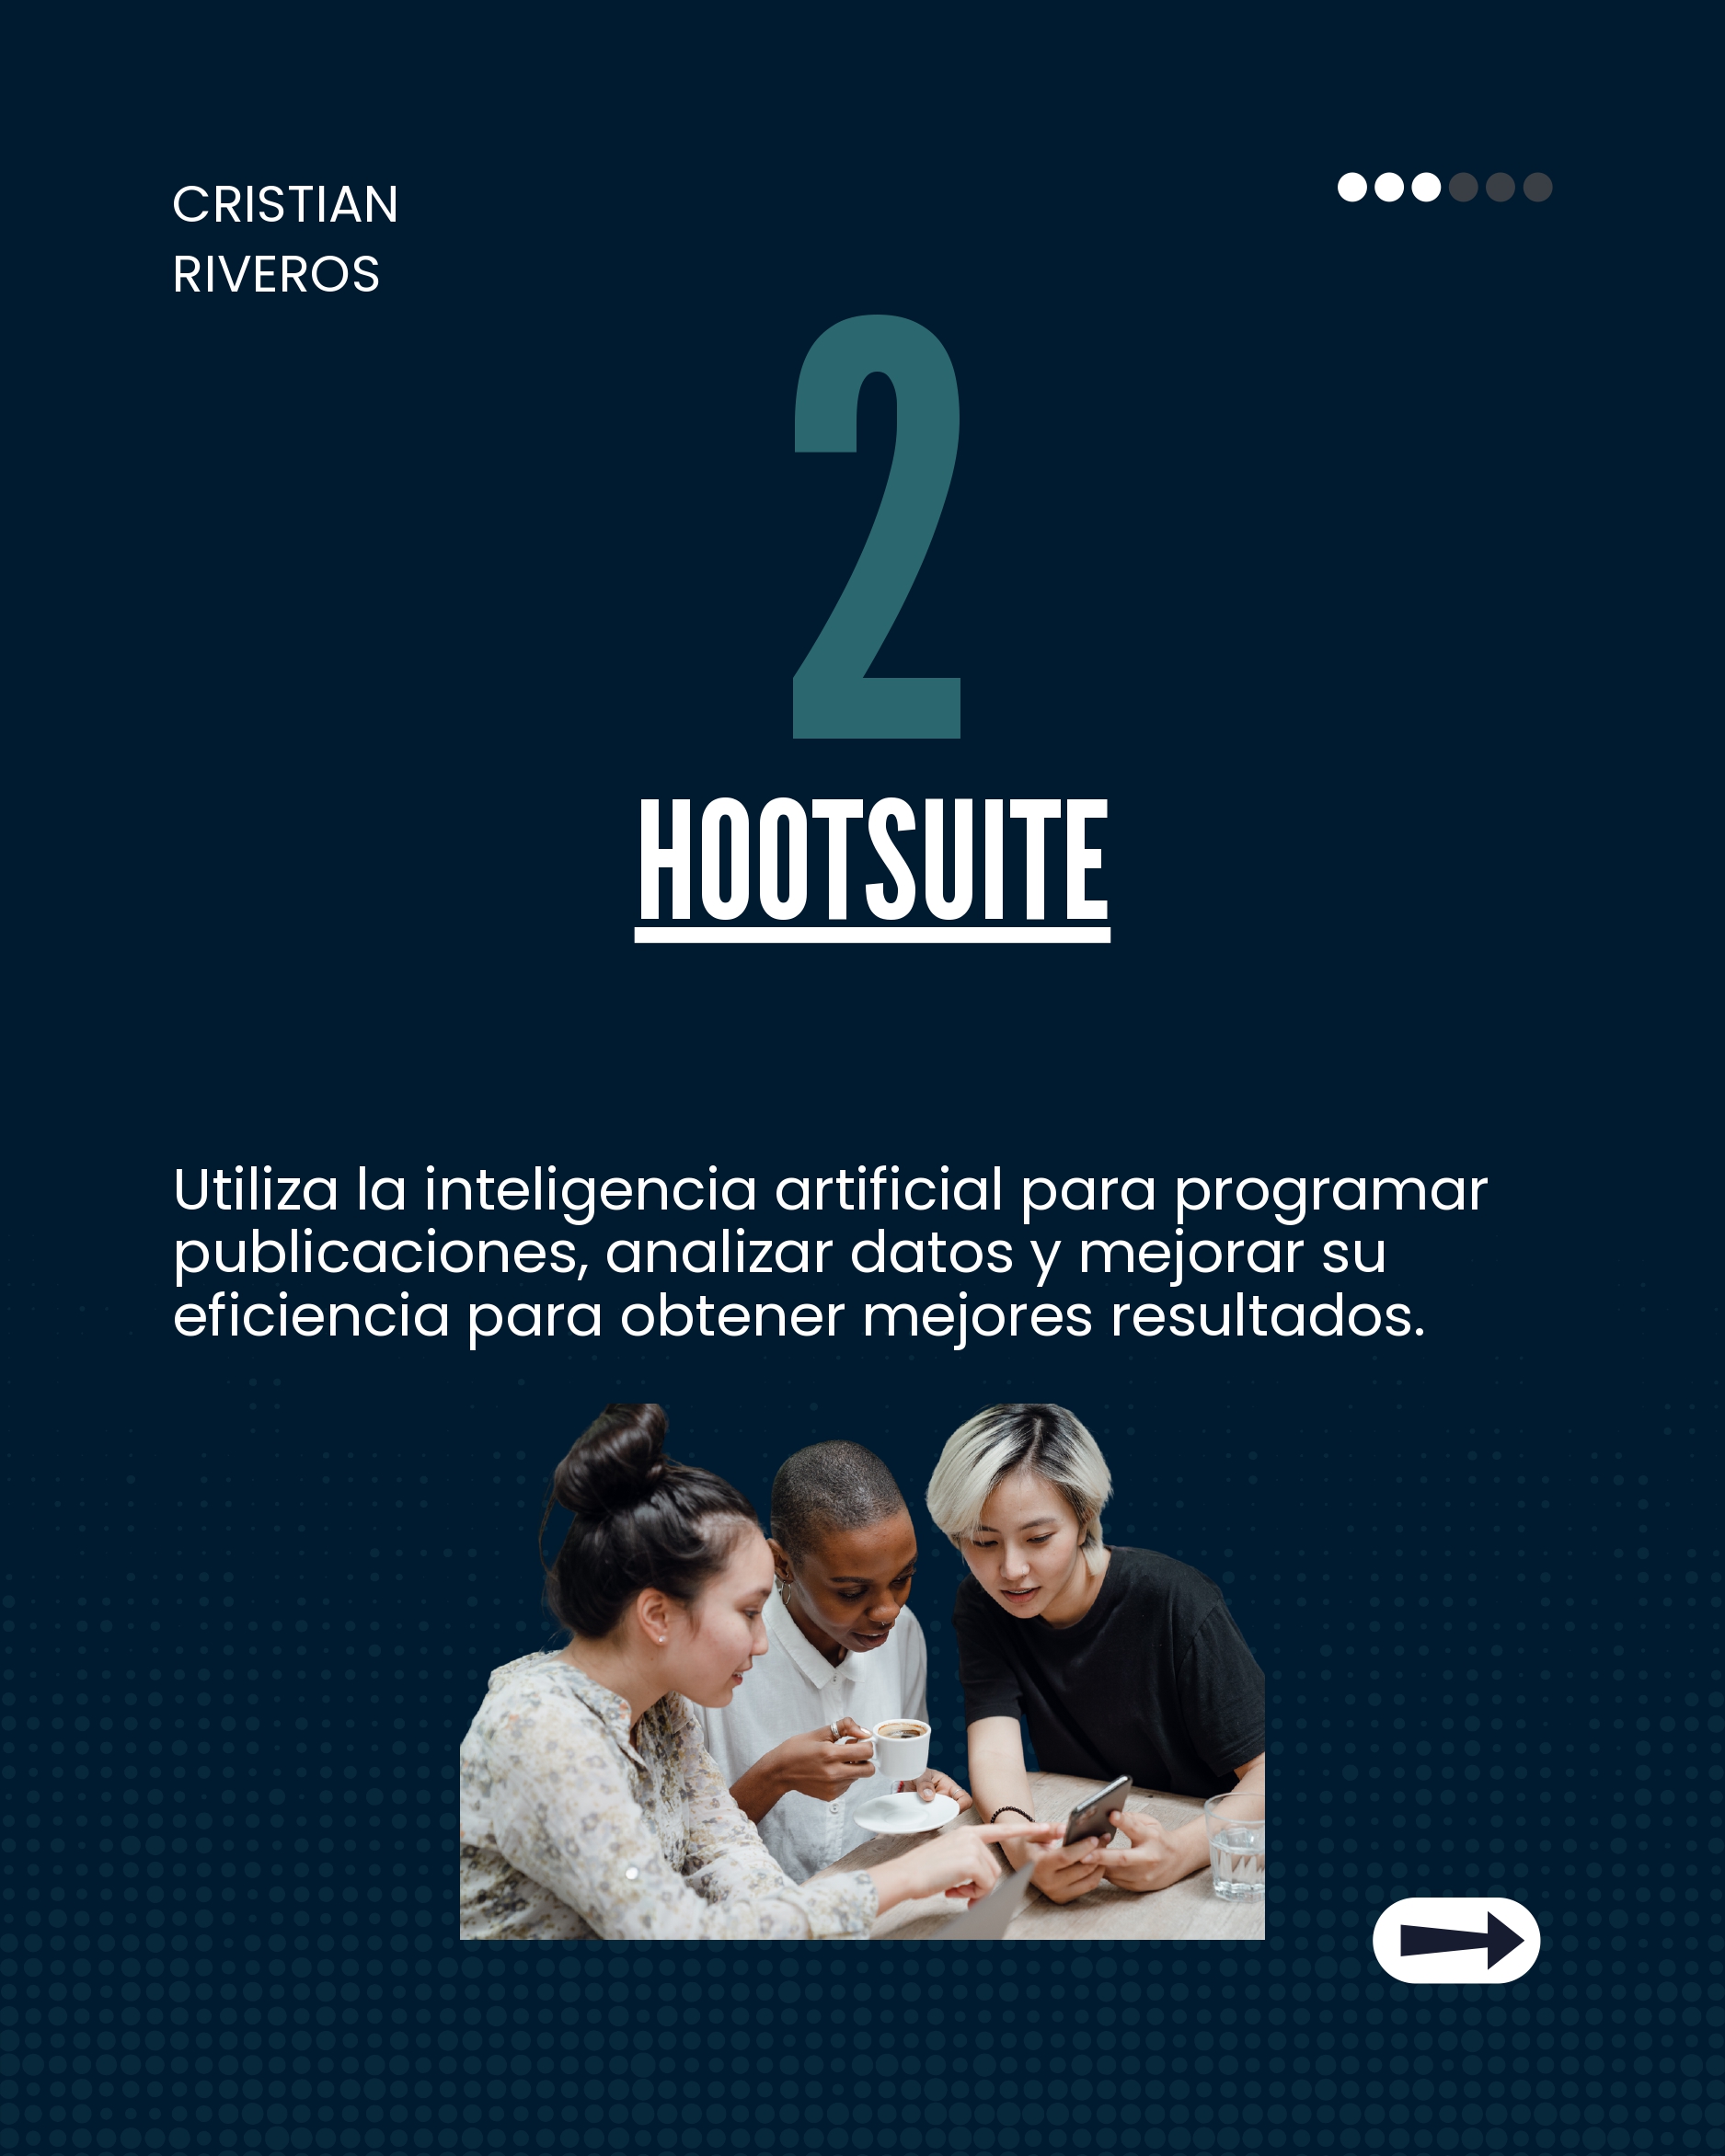 CRISTIAN
RIVEROS
2
HOOTSUITE
Utiliza la inteligencia artificial para programar
publicaciones, analizar datos y mejorar su
eficiencia para obtener mejores resultados.